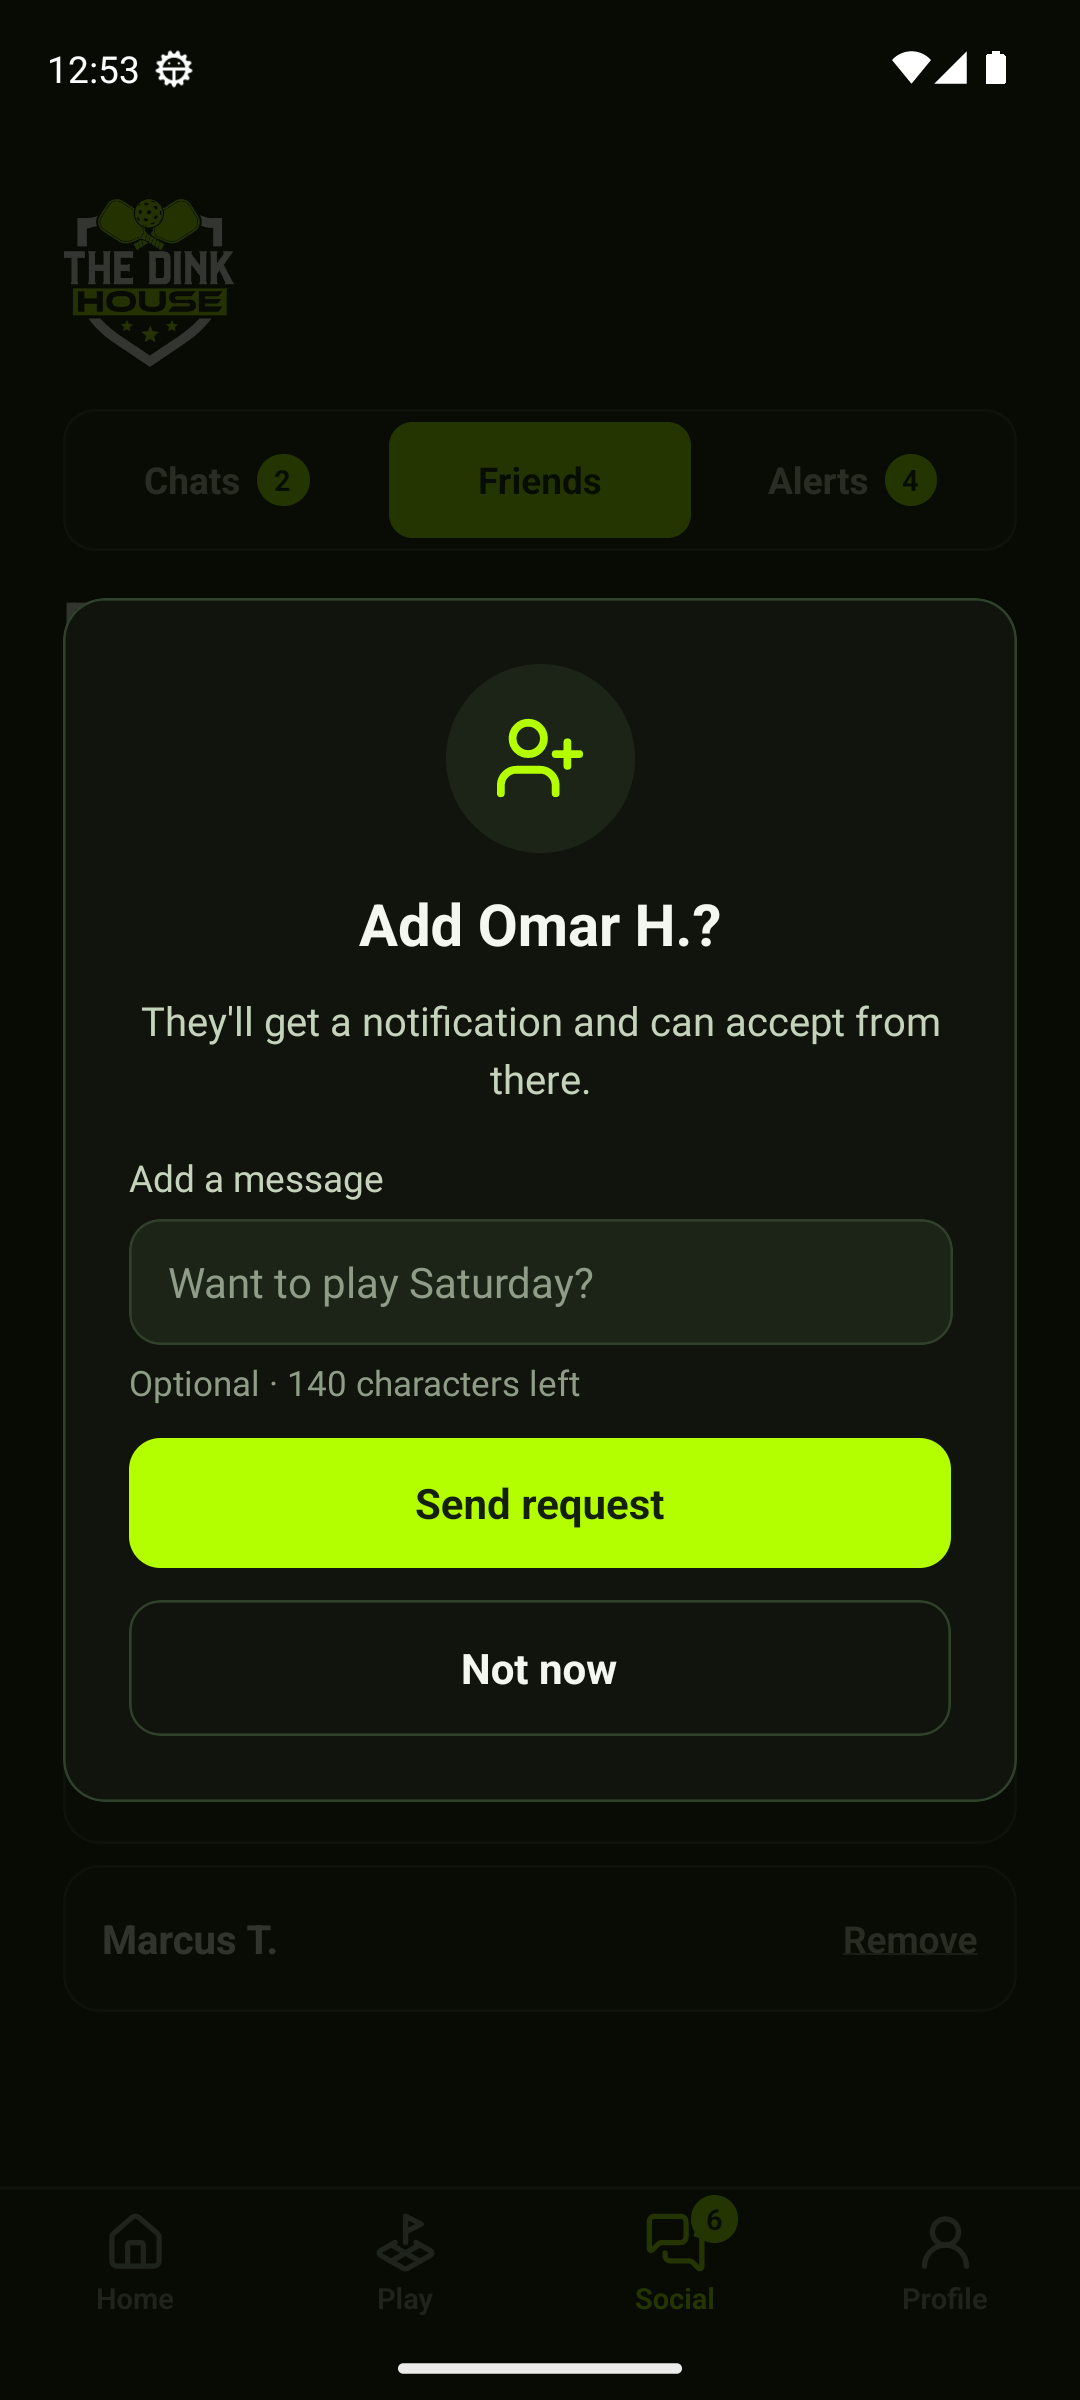 12:53
THE DINK
HOUSE
Chats 2
Friends
Alerts 4
Add Omar H.?
They'll get a notification and can accept from
there.
Add a message
Want to play Saturday?
Optional · 140 characters left
Send request
Not now
Marcus T.
Remove
6
Home
Play
Social
Profile